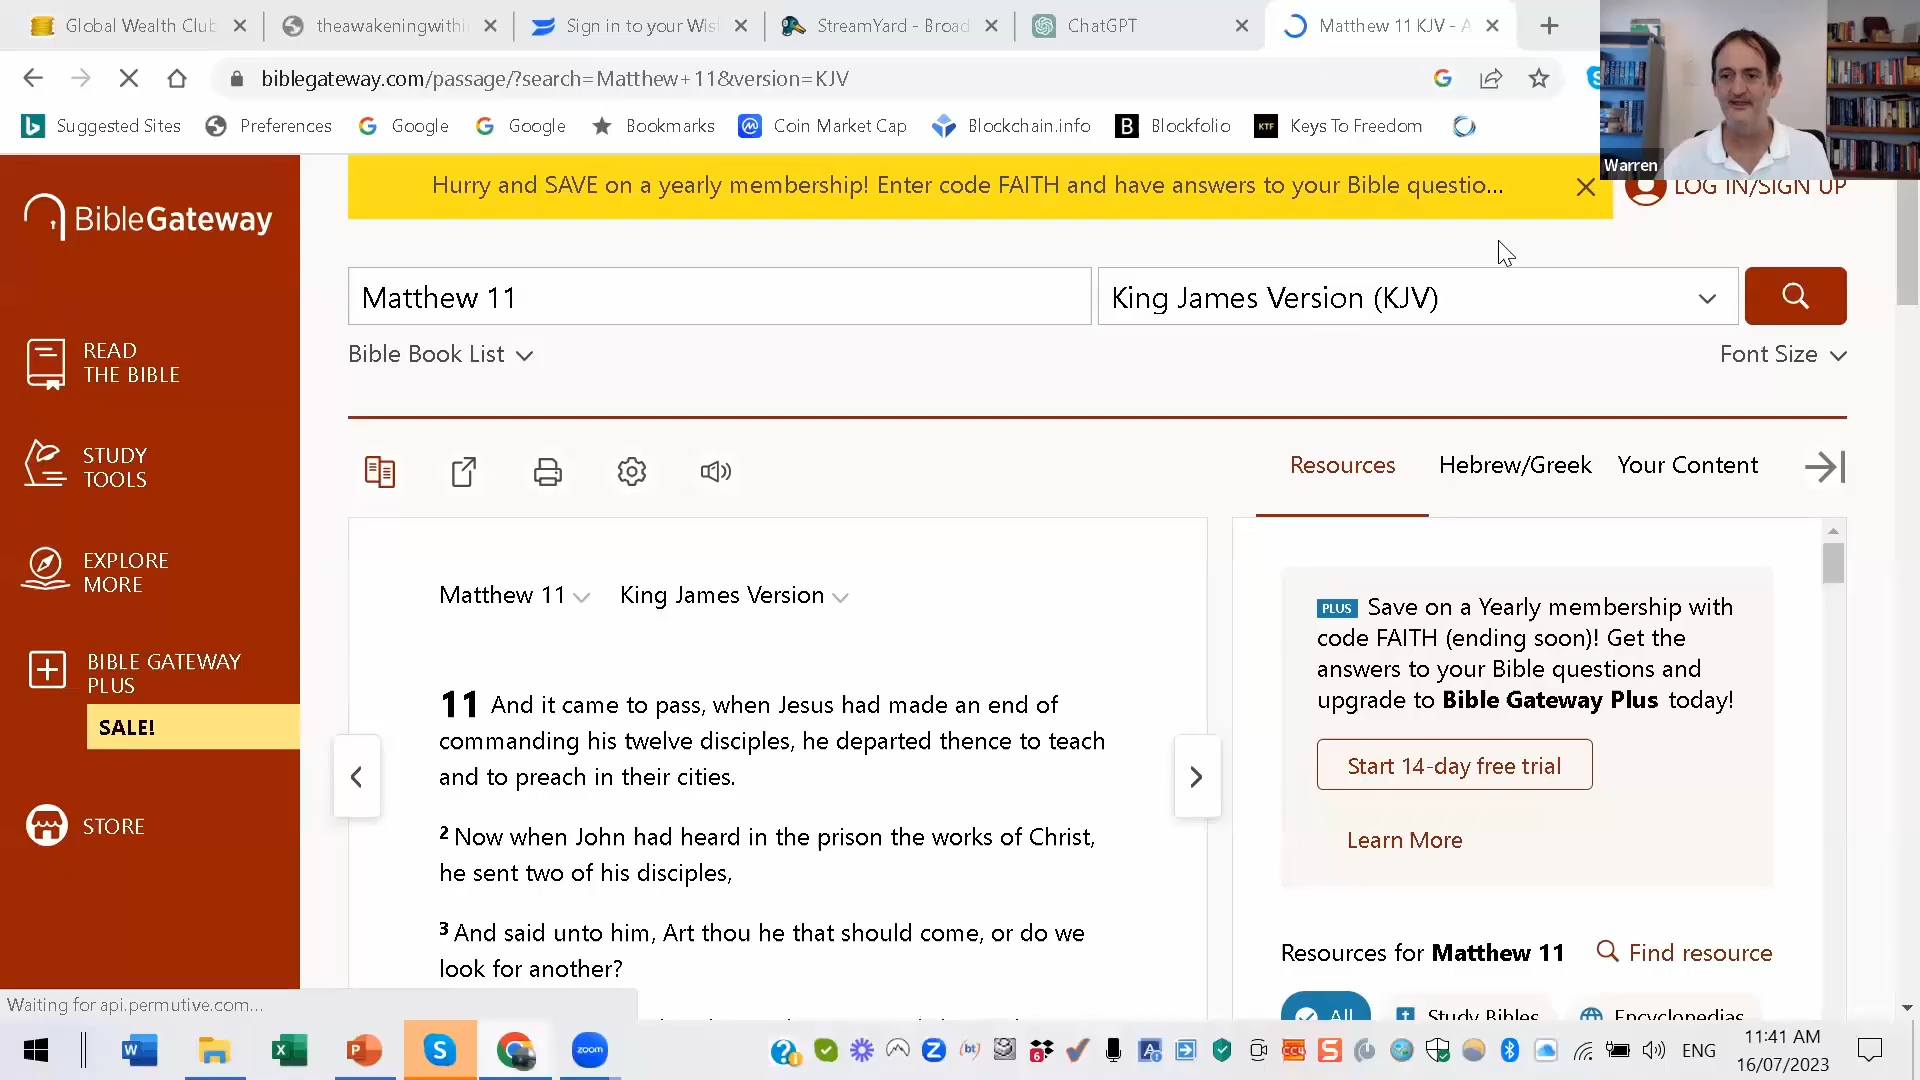 Global Wealth Club
theawakeningwithi
Sign in to your Wis
StreamYard - Broad
ChatGPT
Matthew 11 KJV - A
biblegateway.com/passage/?search=Matthew+11&version=KJV
Suggested Sites
Preferences
Google
Google
Bookmarks
Coin Market Cap
Blockchain.info
Blockfolio
KTF
Keys To Freedom
Warren
Hurry and SAVE on a yearly membership! Enter code FAITH and have answers to your Bible questio...
LOG IN/SIGN UP
BibleGateway
Matthew 11
King James Version (KJV)
Bible Book List
Font Size
READ
THE BIBLE
STUDY
TOOLS
EXPLORE
MORE
BIBLE GATEWAY
PLUS
SALE!
STORE
Resources
Hebrew/Greek
Your Content
Matthew 11
King James Version
11 And it came to pass, when Jesus had made an end of
commanding his twelve disciples, he departed thence to teach
and to preach in their cities.
2 Now when John had heard in the prison the works of Christ,
he sent two of his disciples,
3 And said unto him, Art thou he that should come, or do we
look for another?
PLUS Save on a Yearly membership with
code FAITH (ending soon)! Get the
answers to your Bible questions and
upgrade to Bible Gateway Plus today!
Start 14-day free trial
Learn More
Resources for Matthew 11
Find resource
All
Study Bibles
Encyclopedias
Waiting for api.permutive.com...
zoom
ENG
11:41 AM
16/07/2023